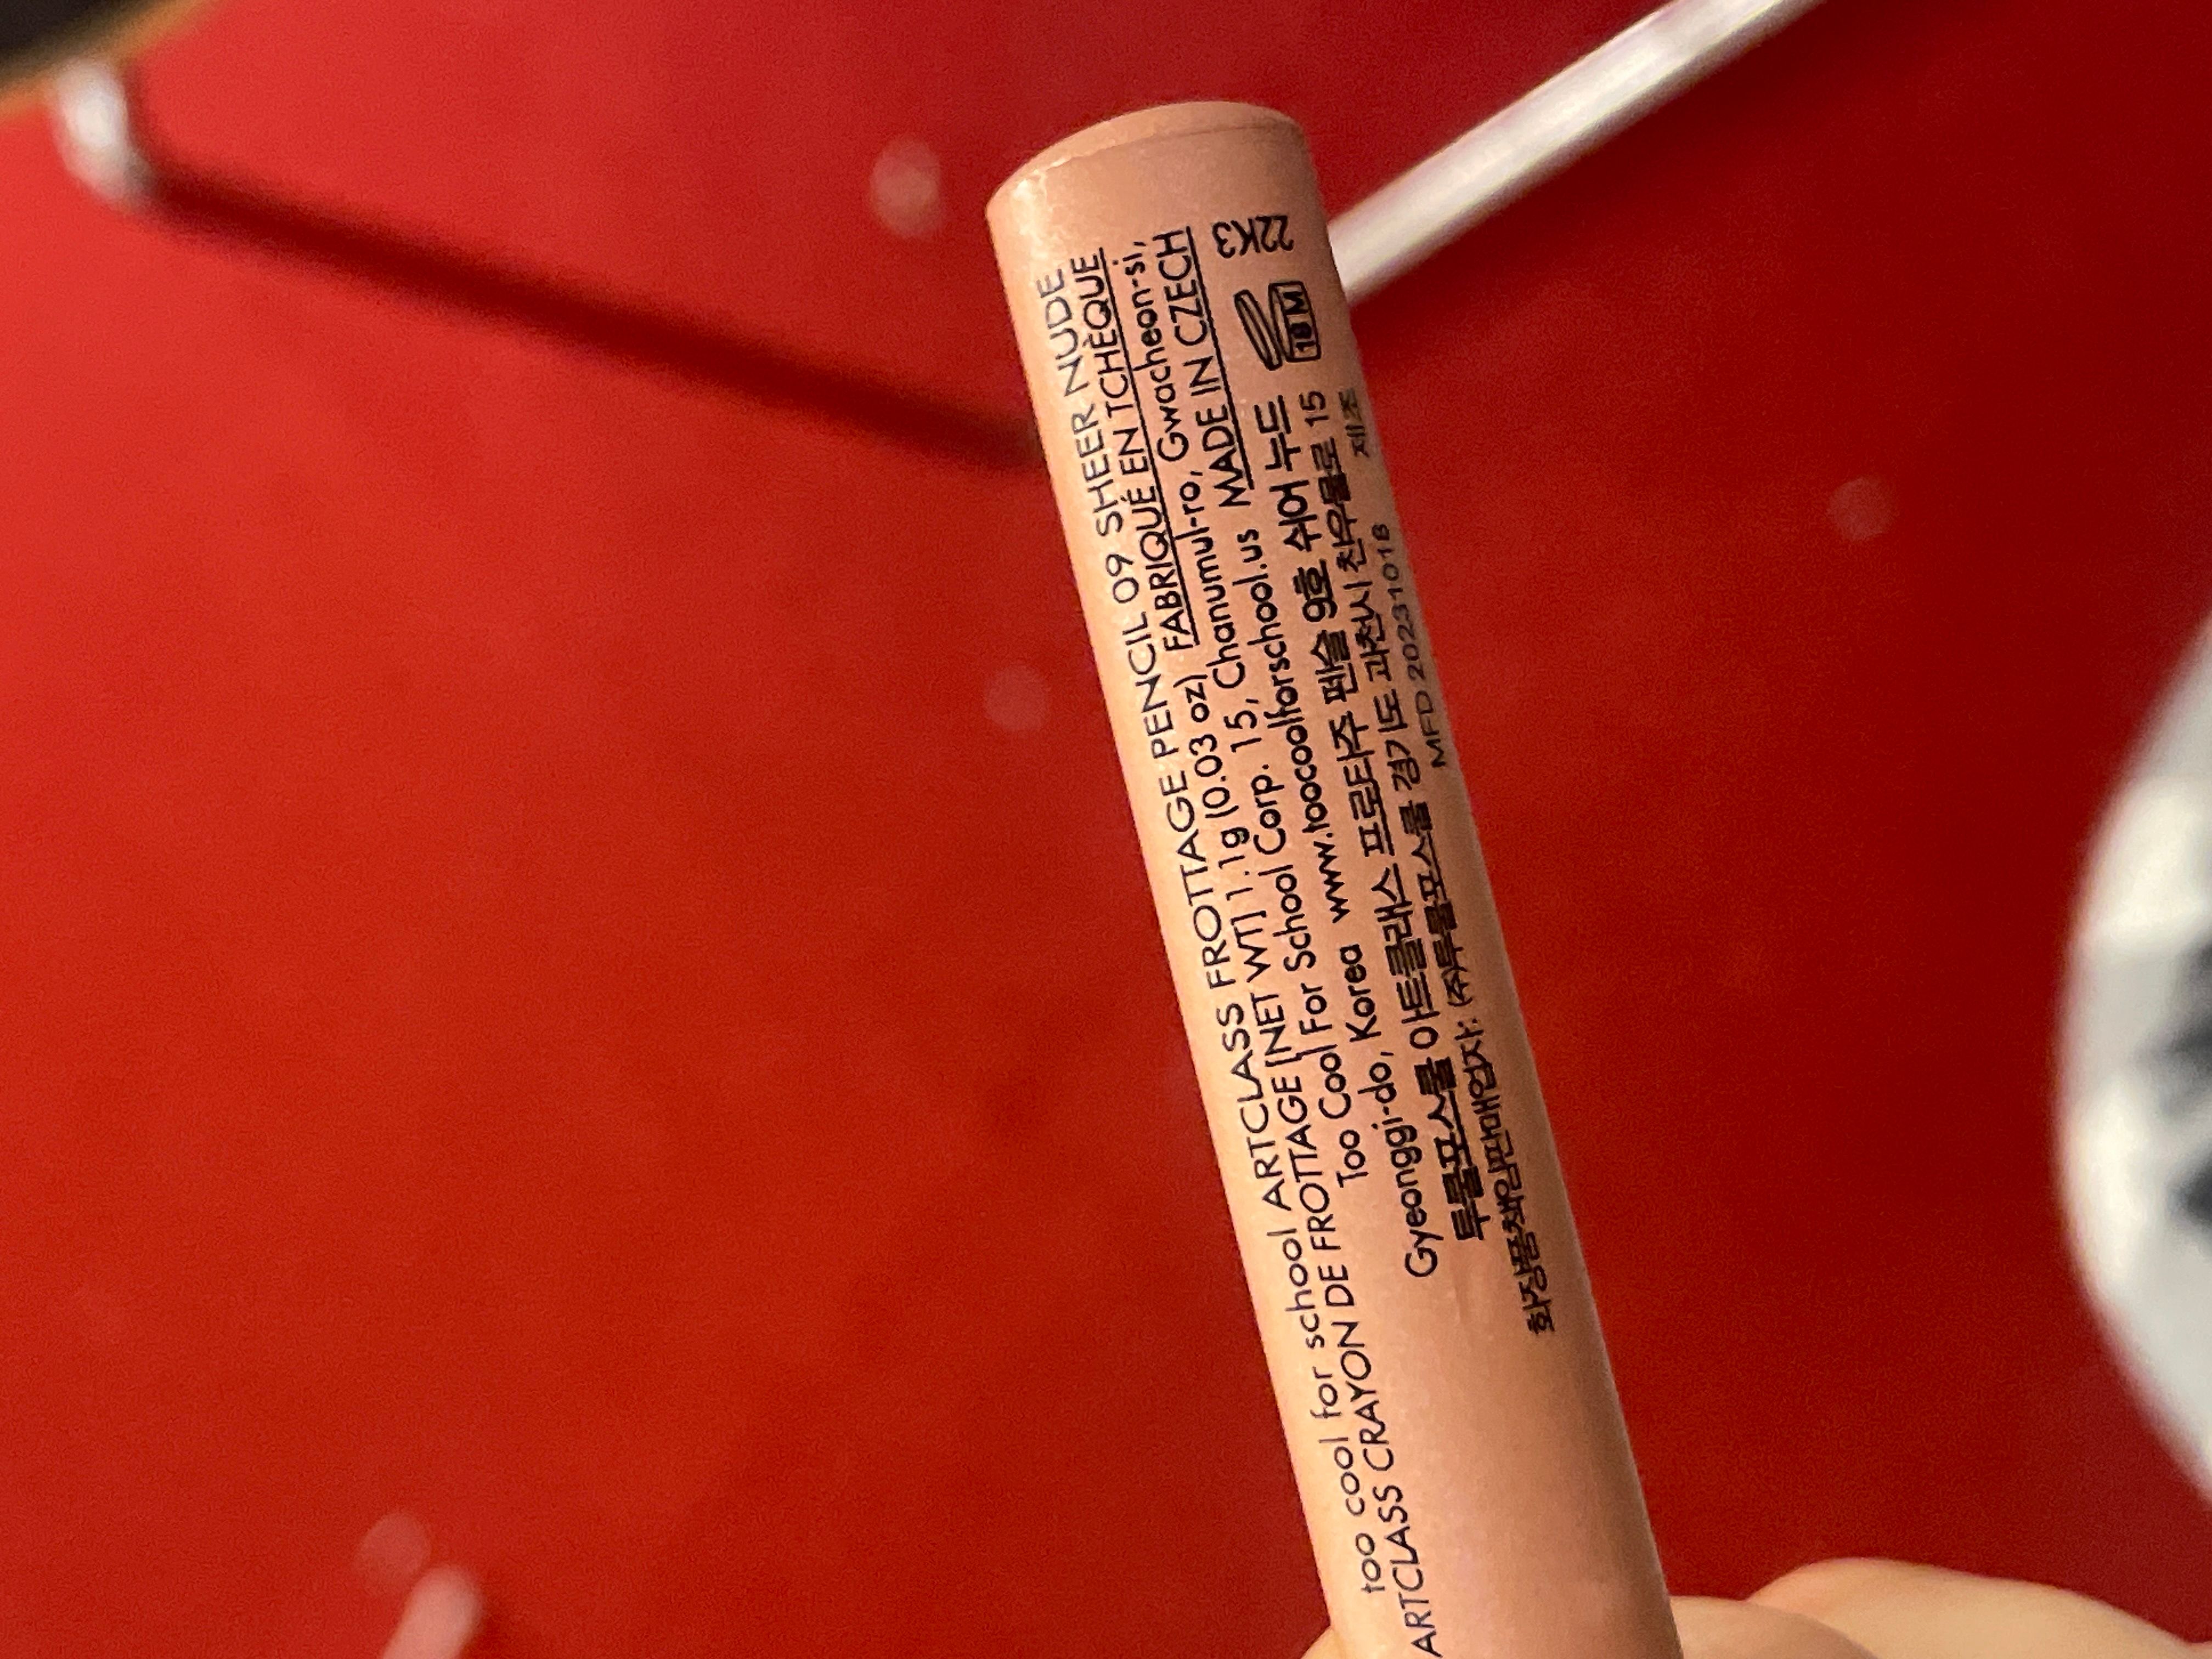 too cool for school ARTCLASS FROTTAGE PENCIL 09 SHEER NUDE
ARTCLASS CRAYON DE FROTTAGE [NET WT] 1.1g (0.03 oz) FABRIQUÉ EN TCHÈQUE
Too Cool For School Corp. 15, Chanumul-ro, Gwacheon-si,
Gyeonggi-do, Korea www.toocoolforschool.us MADE IN CZECH
투쿨포스쿨 아트클래스 프로타주 펜슬 9호 쉬어 누드
화장품책임판매업자: (주)투쿨포스쿨 경기도 과천시 찬우물로 15
MFD 20231018 제조
18 M
22K3